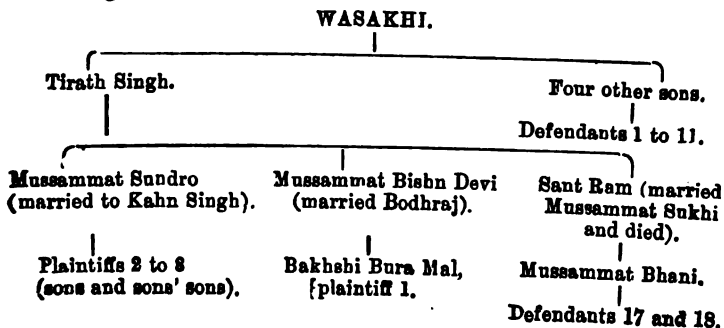 WASAKHI.
Tirath Singh.
Four other sons.
Defendants 1 to 11.
Mussammat Sundro
(married to Kahn Singh).
Mussammat Bishn Devi
(married Bodhraj).
Sant Ram (married
Mussammat Sukhi
and died).
Plaintiffs 2 to 8
(sons and sons' sons).
Bakhshi Bura Mal,
[plaintiff 1.
Mussammat Bhani.
Defendants 17 and 18.